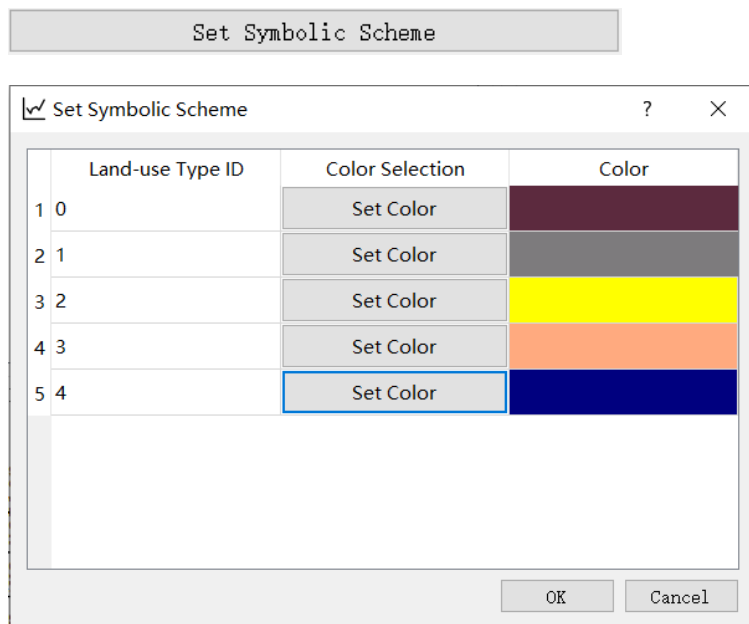 Set Symbolic Scheme
Set Symbolic Scheme ?
Land-use Type ID Color Selection Color
1 0 Set Color
2 1 Set Color
3 2 Set Color
4 3 Set Color
5 4 Set Color
OK Cancel